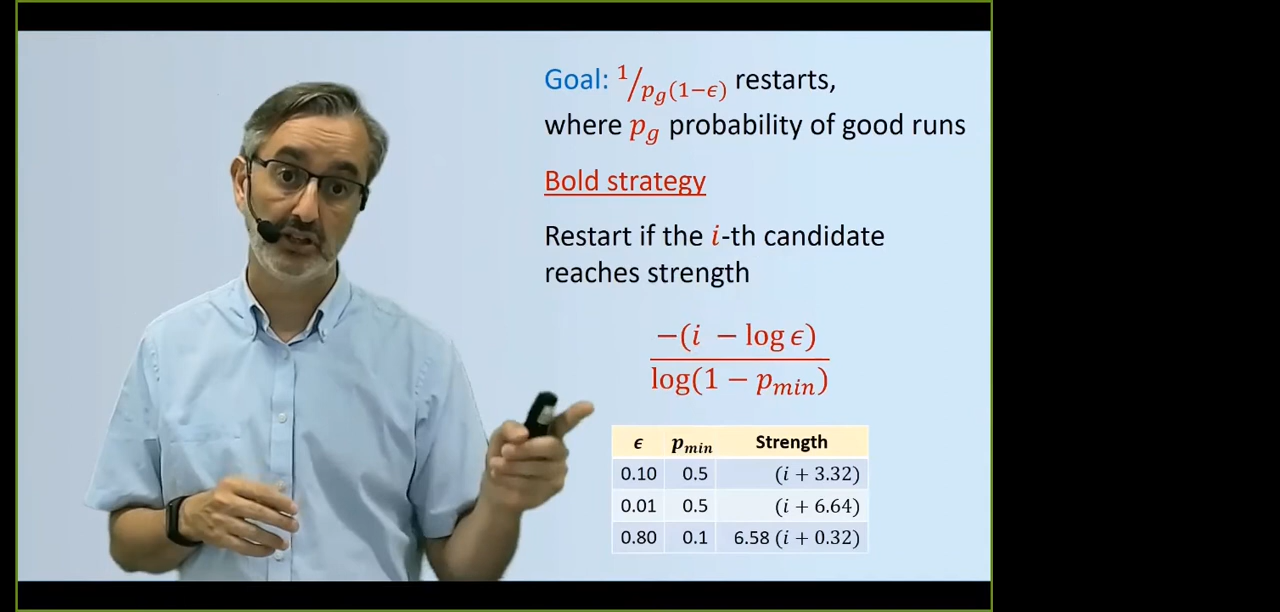 Goal: 1/p_g(1−ϵ) restarts,
where p_g probability of good runs
Bold strategy
Restart if the i-th candidate
reaches strength
−(i − log ϵ)
log(1 − p_min)
ϵ p_min Strength
0.10 0.5 (i + 3.32)
0.01 0.5 (i + 6.64)
0.80 0.1 6.58 (i + 0.32)